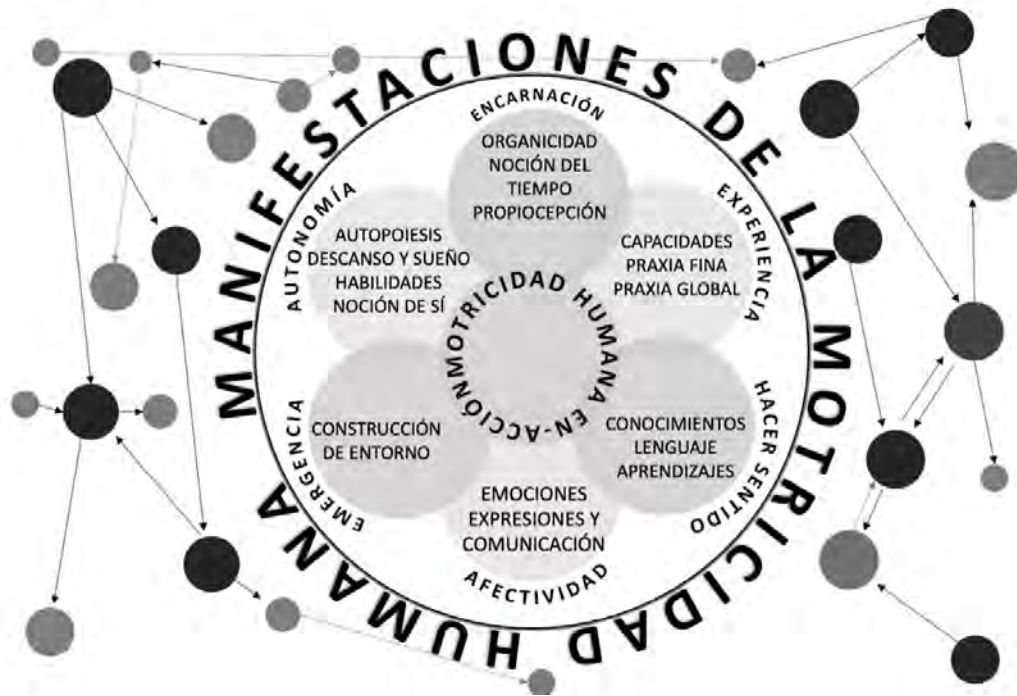 MANIFESTACIONES DE LA MOTRICIDAD HUMANA
ENCARNACIÓN
ORGANICIDAD
NOCIÓN DEL
TIEMPO
PROPIOCEPCIÓN
EXPERIENCIA
CAPACIDADES
PRAXIA FINA
PRAXIA GLOBAL
HACER SENTIDO
CONOCIMIENTOS
LENGUAJE
APRENDIZAJES
AFECTIVIDAD
EMOCIONES
EXPRESIONES Y
COMUNICACIÓN
EMERGENCIA
CONSTRUCCIÓN
DE ENTORNO
AUTONOMÍA
AUTOPOIESIS
DESCANSO Y SUEÑO
HABILIDADES
NOCIÓN DE SÍ
MOTRICIDAD HUMANA EN-ACCIÓN